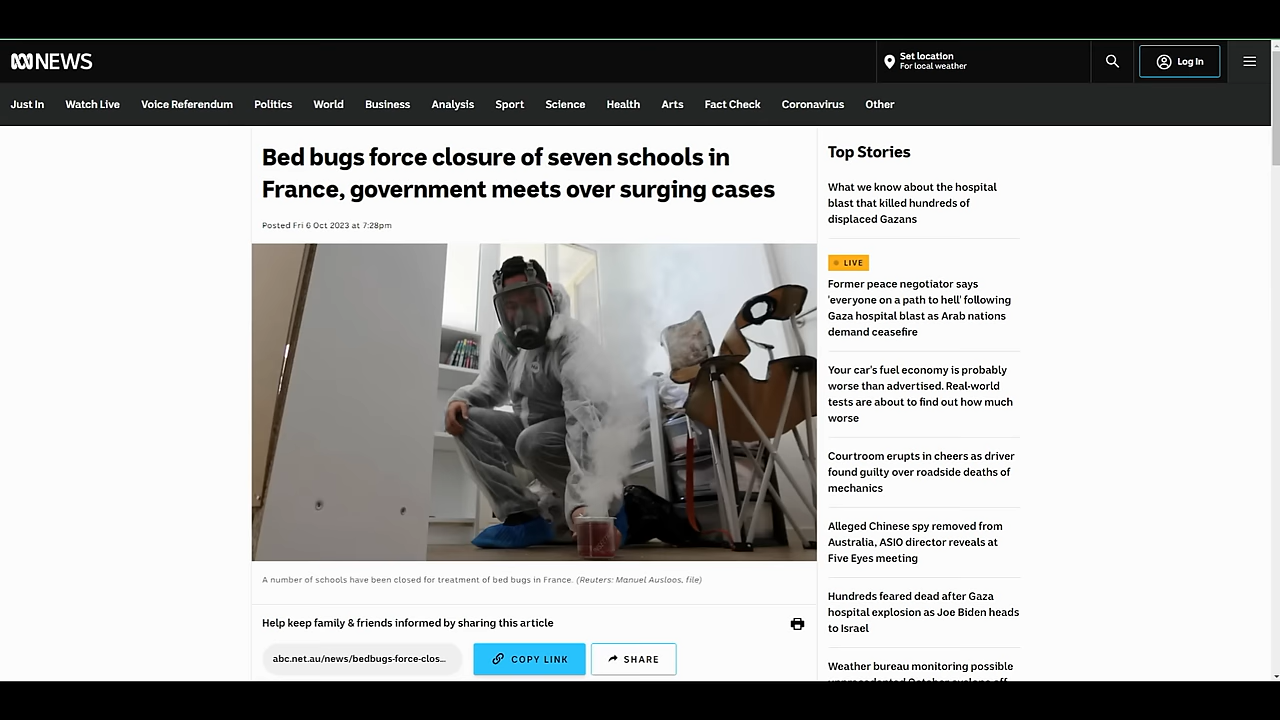 NEWS
Set location
For local weather
Log In
Just In Watch Live Voice Referendum Politics World Business Analysis Sport Science Health Arts Fact Check Coronavirus Other
Bed bugs force closure of seven schools in
France, government meets over surging cases
Posted Fri 6 Oct 2023 at 7:28pm
A number of schools have been closed for treatment of bed bugs in France. (Reuters: Manuel Ausloos, file)
Help keep family & friends informed by sharing this article
abc.net.au/news/bedbugs-force-clos...
COPY LINK
SHARE
Top Stories
What we know about the hospital
blast that killed hundreds of
displaced Gazans
LIVE
Former peace negotiator says
'everyone on a path to hell' following
Gaza hospital blast as Arab nations
demand ceasefire
Your car's fuel economy is probably
worse than advertised. Real-world
tests are about to find out how much
worse
Courtroom erupts in cheers as driver
found guilty over roadside deaths of
mechanics
Alleged Chinese spy removed from
Australia, ASIO director reveals at
Five Eyes meeting
Hundreds feared dead after Gaza
hospital explosion as Joe Biden heads
to Israel
Weather bureau monitoring possible